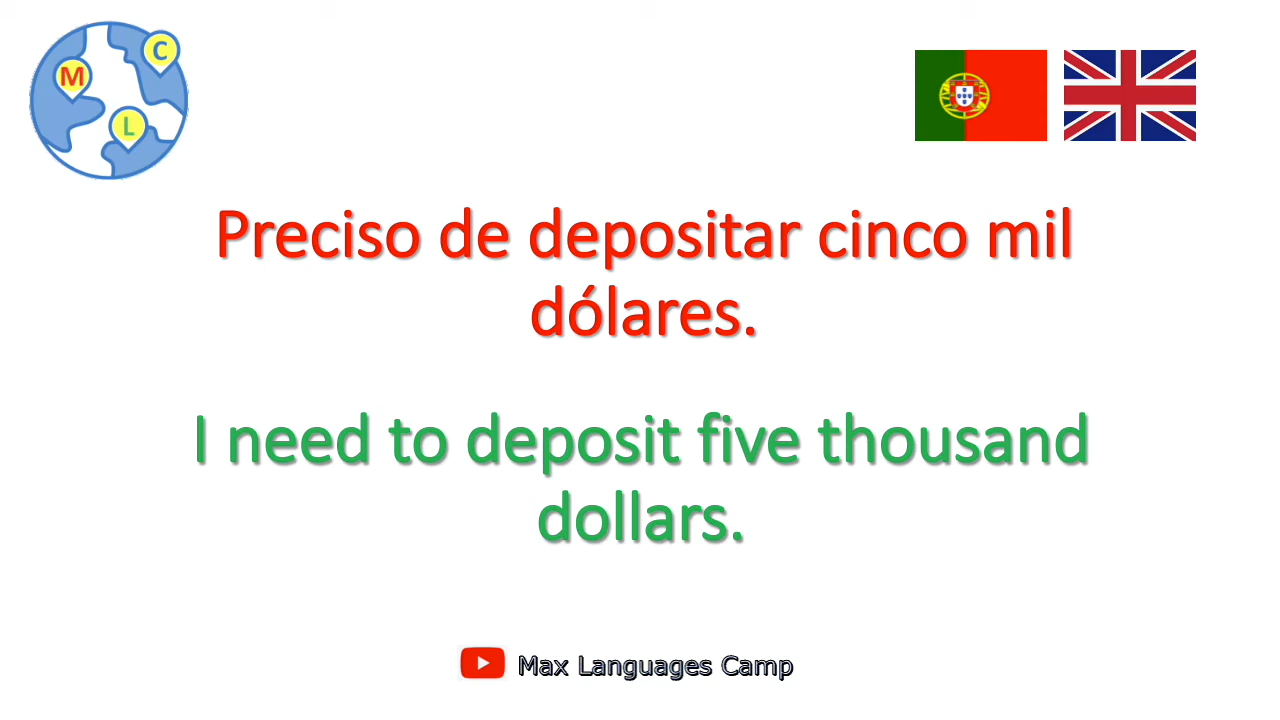 M
C
L
Preciso de depositar cinco mil
dólares.
I need to deposit five thousand
dollars.
Max Languages Camp